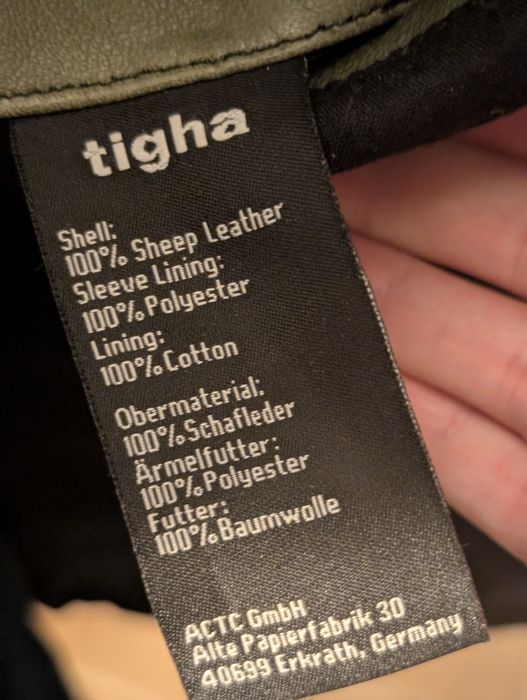 tigha
Shell:
100% Sheep Leather
Sleeve Lining:
100% Polyester
Lining:
100% Cotton
Obermaterial:
100% Schafleder
Ärmelfutter:
100% Polyester
Futter:
100% Baumwolle
ACTC GmbH
Alte Papierfabrik 30
40699 Erkrath, Germany